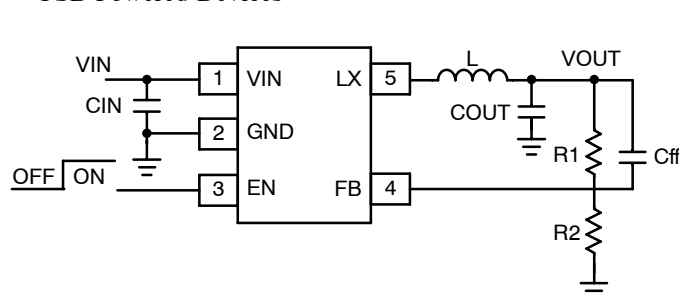 VIN
CIN
OFF ON
1 VIN
2 GND
3 EN
LX 5
FB 4
L
VOUT
COUT
R1
Cff
R2